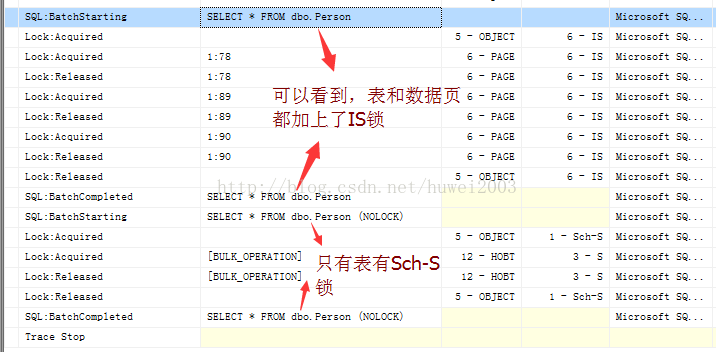 SQL:BatchStarting SELECT * FROM dbo.Person Microsoft SQ...
Lock:Acquired 5 - OBJECT 6 - IS Microsoft SQ...
Lock:Acquired 1:78 6 - PAGE 6 - IS Microsoft SQ...
Lock:Released 1:78 6 - PAGE 6 - IS Microsoft SQ...
Lock:Acquired 1:89 6 - PAGE 6 - IS Microsoft SQ...
Lock:Released 1:89 6 - PAGE 6 - IS Microsoft SQ...
Lock:Acquired 1:90 6 - PAGE 6 - IS Microsoft SQ...
Lock:Released 1:90 6 - PAGE 6 - IS Microsoft SQ...
Lock:Released 5 - OBJECT 6 - IS Microsoft SQ...
可以看到，表和数据页
都加上了IS锁
http://blog.csdn.net/huwei2003
SQL:BatchCompleted SELECT * FROM dbo.Person Microsoft SQ...
SQL:BatchStarting SELECT * FROM dbo.Person (NOLOCK) Microsoft SQ...
Lock:Acquired 5 - OBJECT 1 - Sch-S Microsoft SQ...
Lock:Acquired [BULK_OPERATION] 12 - HOBT 3 - S Microsoft SQ...
Lock:Released [BULK_OPERATION] 12 - HOBT 3 - S Microsoft SQ...
Lock:Released 5 - OBJECT 1 - Sch-S Microsoft SQ...
只有表有Sch-S
锁
SQL:BatchCompleted SELECT * FROM dbo.Person (NOLOCK) Microsoft SQ...
Trace Stop